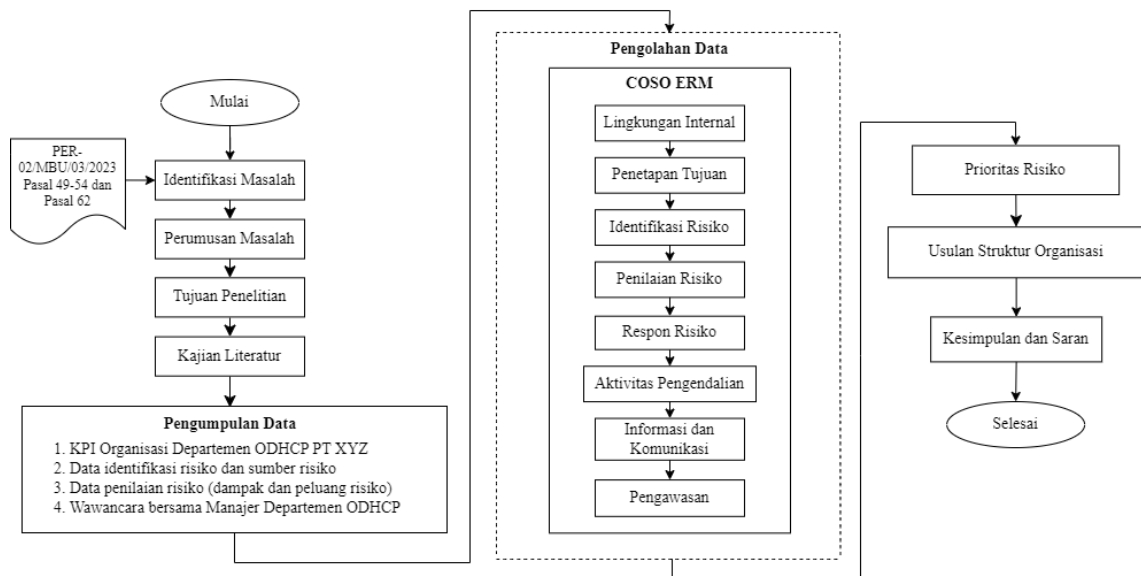 Mulai
PER-
02/MBU/03/2023
Pasal 49-54 dan
Pasal 62
Identifikasi Masalah
Perumusan Masalah
Tujuan Penelitian
Kajian Literatur
Pengumpulan Data
1. KPI Organisasi Departemen ODHCP PT XYZ
2. Data identifikasi risiko dan sumber risiko
3. Data penilaian risiko (dampak dan peluang risiko)
4. Wawancara bersama Manajer Departemen ODHCP
Pengolahan Data
COSO ERM
Lingkungan Internal
Penetapan Tujuan
Identifikasi Risiko
Penilaian Risiko
Respon Risiko
Aktivitas Pengendalian
Informasi dan
Komunikasi
Pengawasan
Prioritas Risiko
Usulan Struktur Organisasi
Kesimpulan dan Saran
Selesai